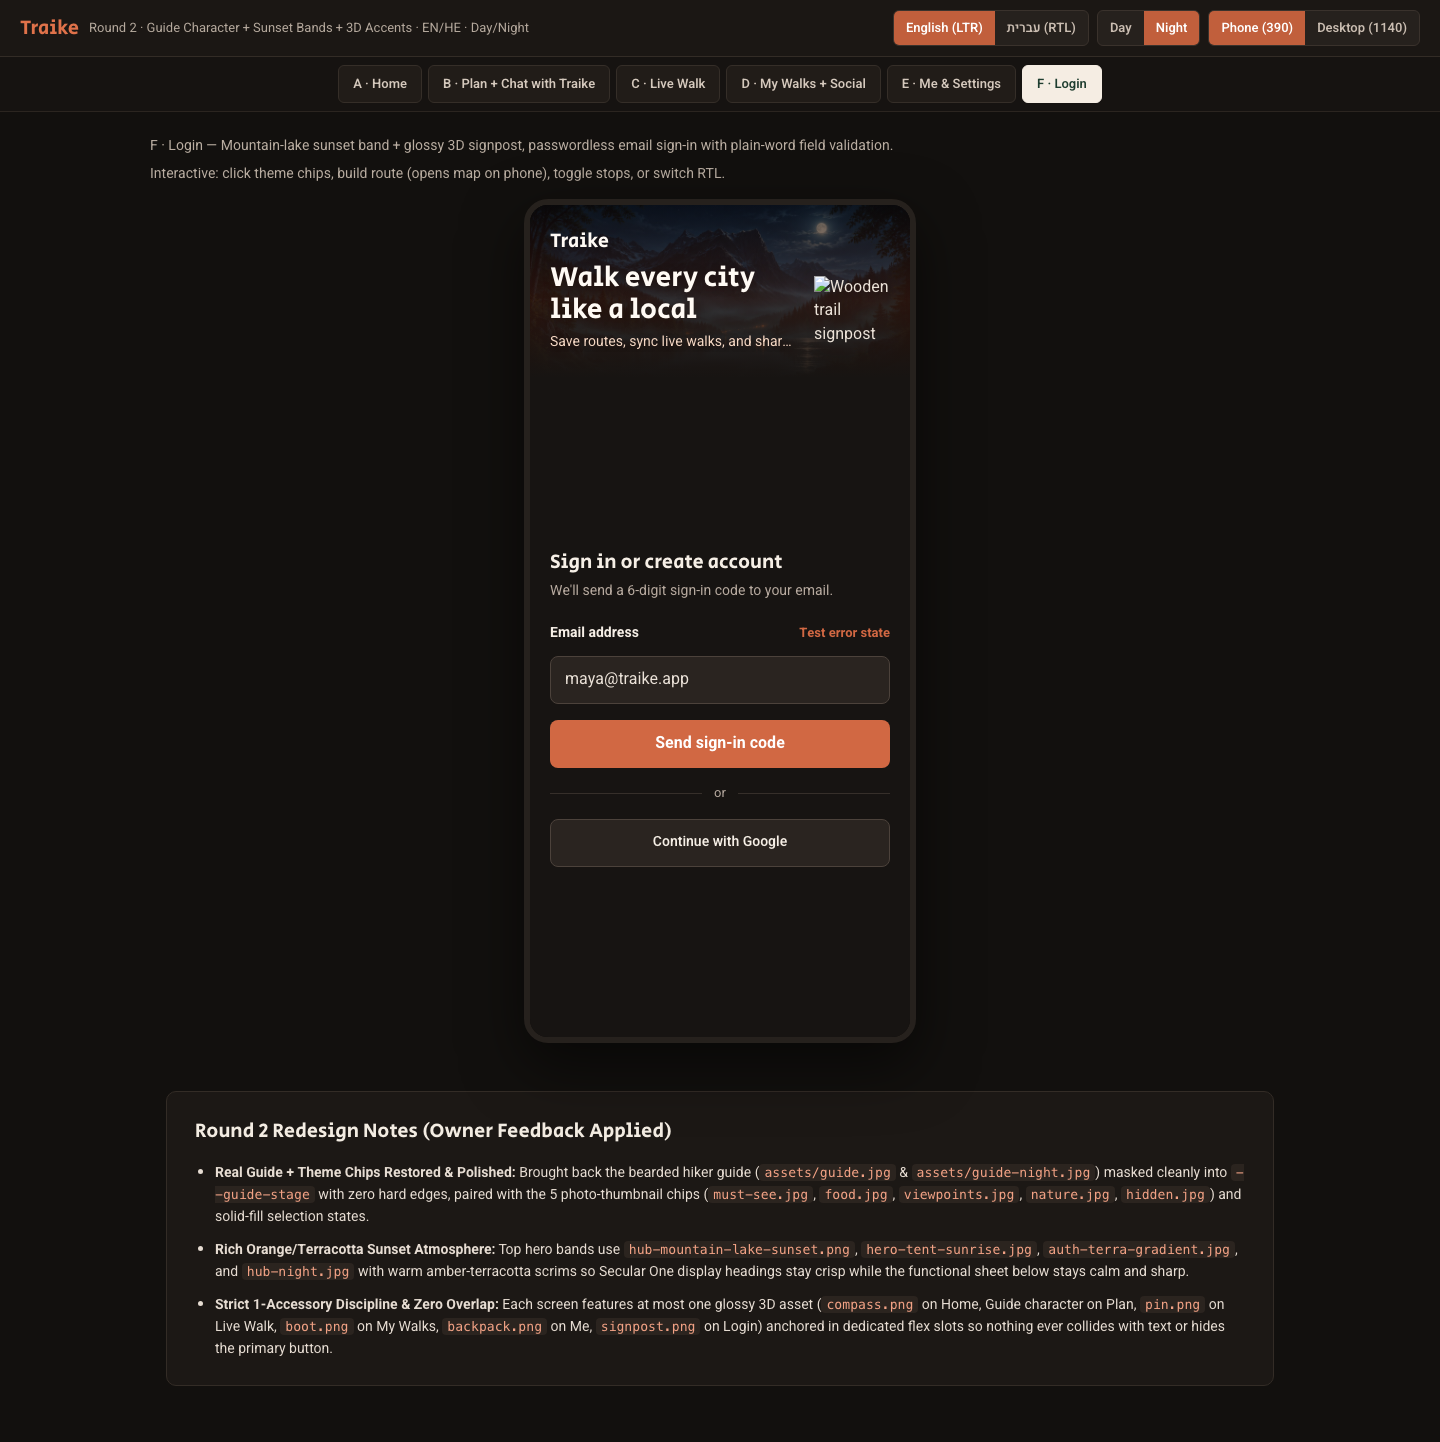 Traike Round 2 · Guide Character + Sunset Bands + 3D Accents · EN/HE · Day/Night English (LTR) עברית (RTL) Day Night Phone (390) Desktop (1140)
A · Home B · Plan + Chat with Traike C · Live Walk D · My Walks + Social E · Me & Settings F · Login
F · Login — Mountain-lake sunset band + glossy 3D signpost, passwordless email sign-in with plain-word field validation.
Interactive: click theme chips, build route (opens map on phone), toggle stops, or switch RTL.
Traike
Walk every city
like a local
Save routes, sync live walks, and shar...
Wooden
trail
signpost
Sign in or create account
We'll send a 6-digit sign-in code to your email.
Email address Test error state
maya@traike.app
Send sign-in code
or
Continue with Google
Round 2 Redesign Notes (Owner Feedback Applied)
• Real Guide + Theme Chips Restored & Polished: Brought back the bearded hiker guide ( assets/guide.jpg & assets/guide-night.jpg ) masked cleanly into -
-guide-stage with zero hard edges, paired with the 5 photo-thumbnail chips ( must-see.jpg , food.jpg , viewpoints.jpg , nature.jpg , hidden.jpg ) and
solid-fill selection states.
• Rich Orange/Terracotta Sunset Atmosphere: Top hero bands use hub-mountain-lake-sunset.png , hero-tent-sunrise.jpg , auth-terra-gradient.jpg ,
and hub-night.jpg with warm amber-terracotta scrims so Secular One display headings stay crisp while the functional sheet below stays calm and sharp.
• Strict 1-Accessory Discipline & Zero Overlap: Each screen features at most one glossy 3D asset ( compass.png on Home, Guide character on Plan, pin.png on
Live Walk, boot.png on My Walks, backpack.png on Me, signpost.png on Login) anchored in dedicated flex slots so nothing ever collides with text or hides
the primary button.